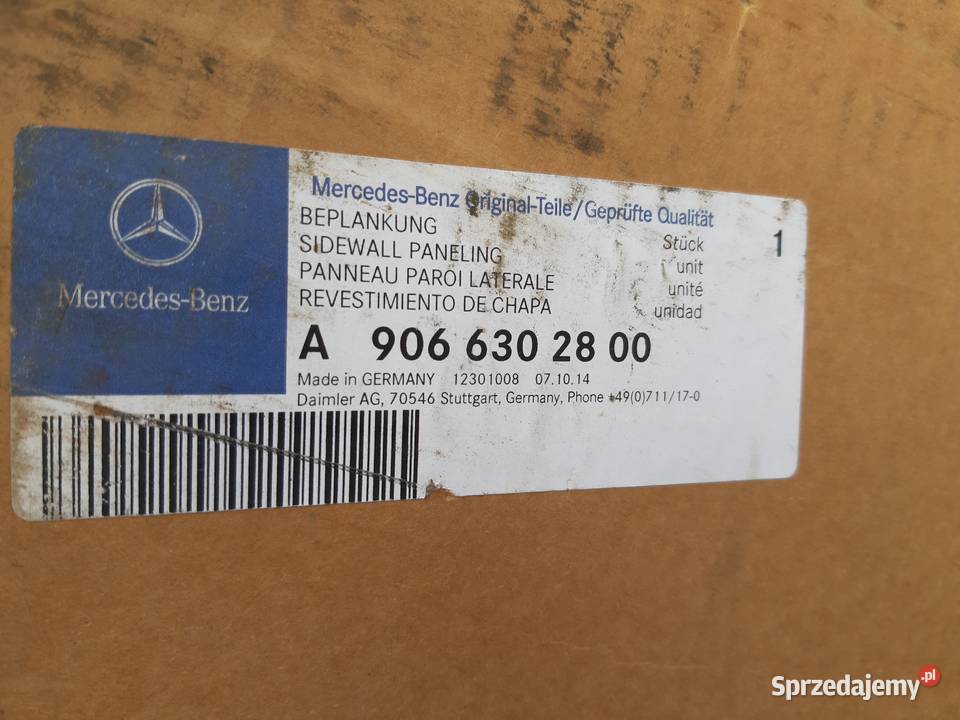 Mercedes-Benz
Mercedes-Benz Original-Teile/Geprüfte Qualität
BEPLANKUNG
SIDEWALL PANELING
PANNEAU PAROI LATERALE
REVESTIMIENTO DE CHAPA
Stück 1
unit
unité
unidad
A 906 630 28 00
Made in GERMANY 12301008 07.10.14
Daimler AG, 70546 Stuttgart, Germany, Phone +49(0)711/17-0
Sprzedajemy.pl